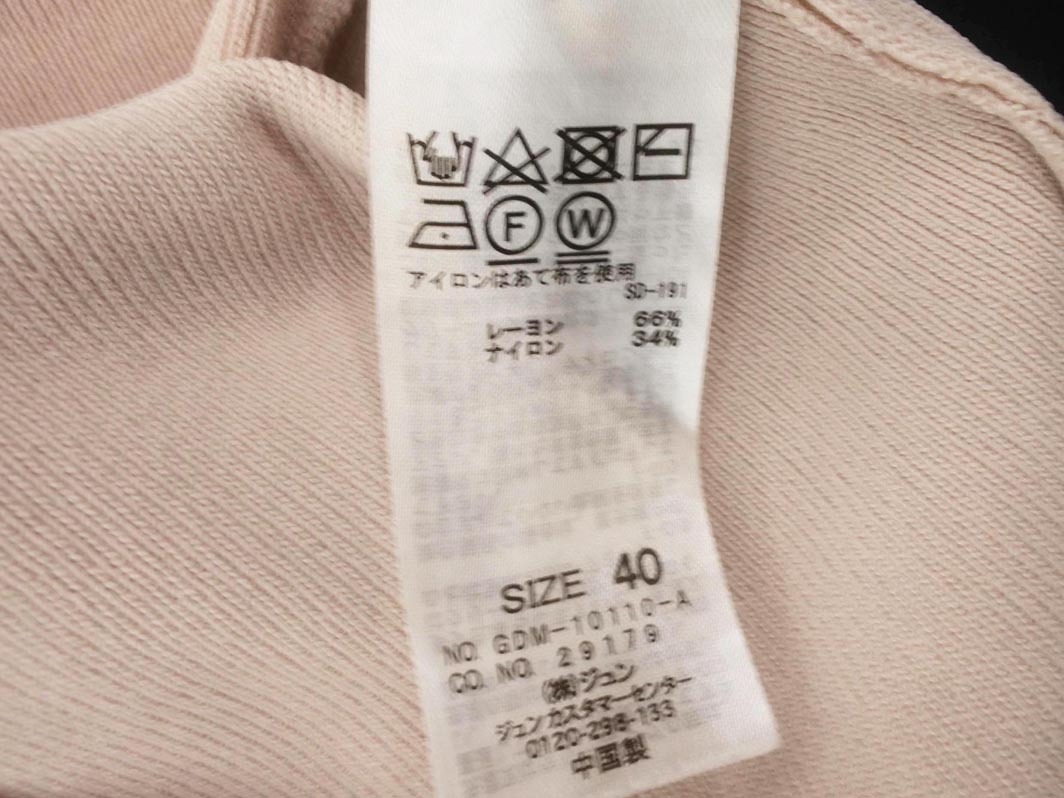 F W
アイロンはあて布を使用
SD-191
レーヨン 66%
ナイロン 34%
SIZE 40
NO. GDM-10110-A
CO. NO. 29179
(株)ジュン
ジュンカスタマーセンター
0120-298-133
中国製